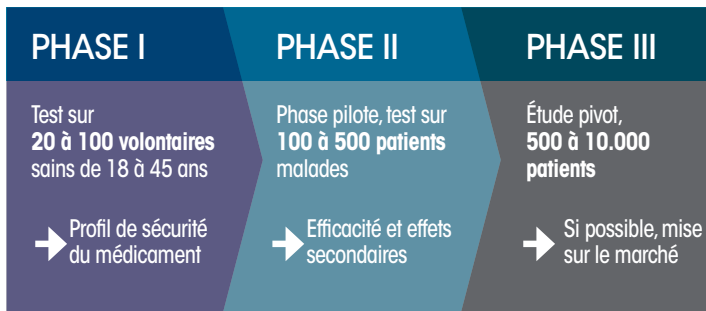 PHASE I
Test sur
20 à 100 volontaires
sains de 18 à 45 ans
Profil de sécurité
du médicament
PHASE II
Phase pilote, test sur
100 à 500 patients
malades
Efficacité et effets
secondaires
PHASE III
Étude pivot,
500 à 10.000
patients
Si possible, mise
sur le marché